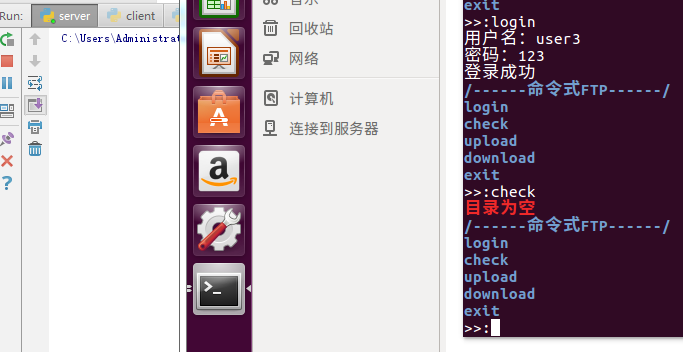 Run:
server
client
C:\Users\Administrat
回收站
网络
计算机
连接到服务器
exit
>>:login
用户名: user3
密码: 123
登录成功
/------命令式FTP------/
login
check
upload
download
exit
>>:check
目录为空
/------命令式FTP------/
login
check
upload
download
exit
>>: